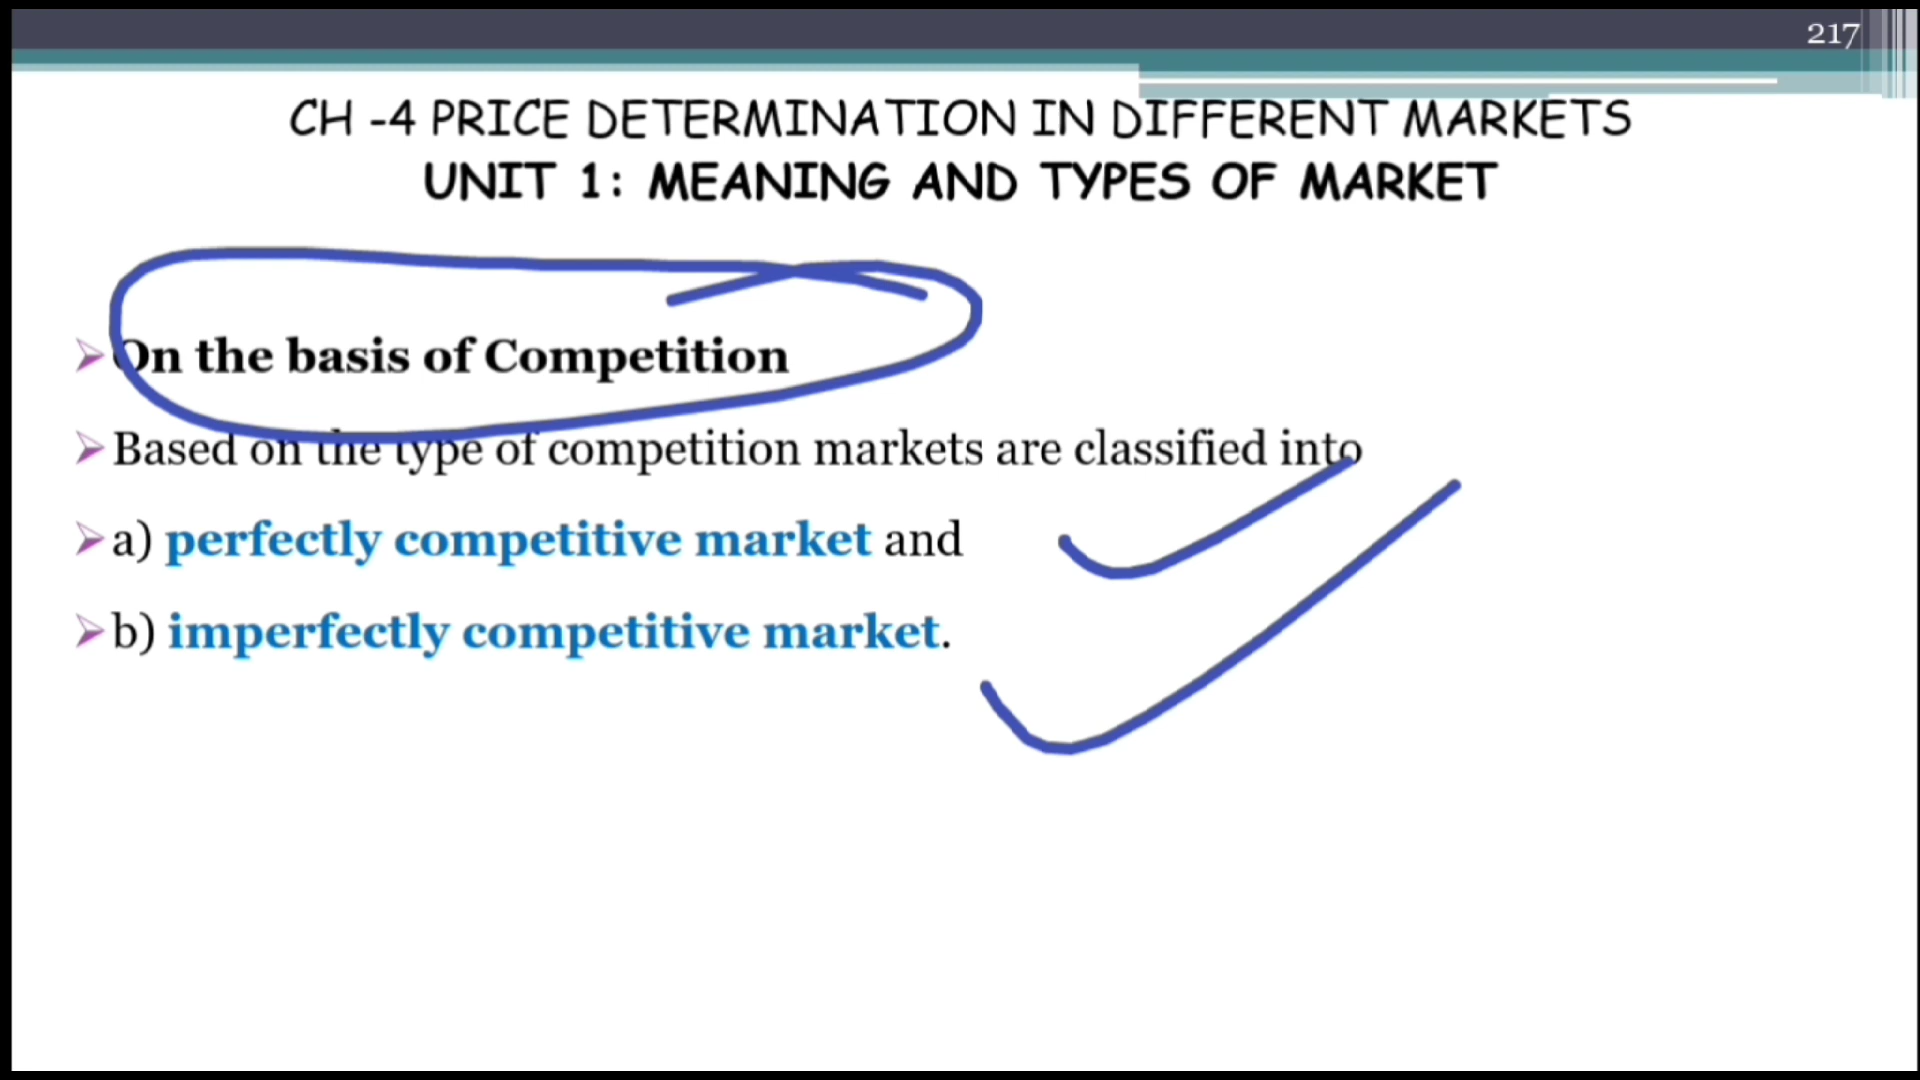 217
CH -4 PRICE DETERMINATION IN DIFFERENT MARKETS
UNIT 1: MEANING AND TYPES OF MARKET
On the basis of Competition
Based on the type of competition markets are classified into
a) perfectly competitive market and
b) imperfectly competitive market.